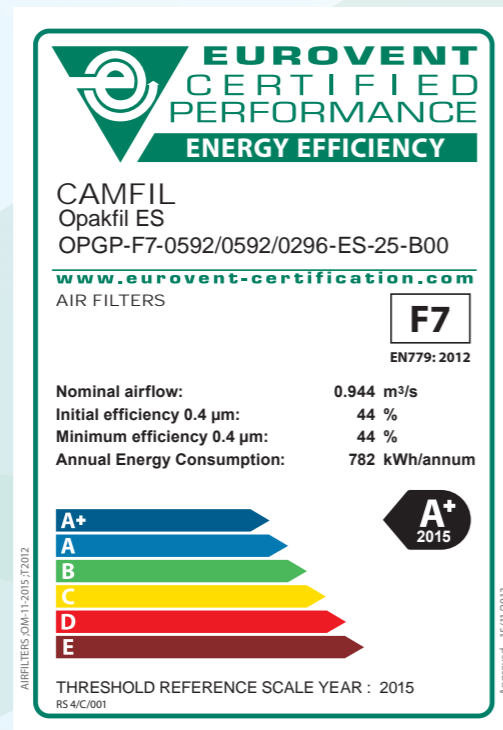 EUROVENT
CERTIFIED
PERFORMANCE
ENERGY EFFICIENCY
CAMFIL
Opakfil ES
OPGP-F7-0592/0592/0296-ES-25-B00
www.eurovent-certification.com
AIR FILTERS
F7
EN779: 2012
Nominal airflow: 0.944 m³/s
Initial efficiency 0.4 µm: 44 %
Minimum efficiency 0.4 µm: 44 %
Annual Energy Consumption: 782 kWh/annum
A+
A
B
C
D
E
A+
2015
THRESHOLD REFERENCE SCALE YEAR : 2015
RS 4/C/001
AIRFILTERS ;OM-11-2015 ;T2012